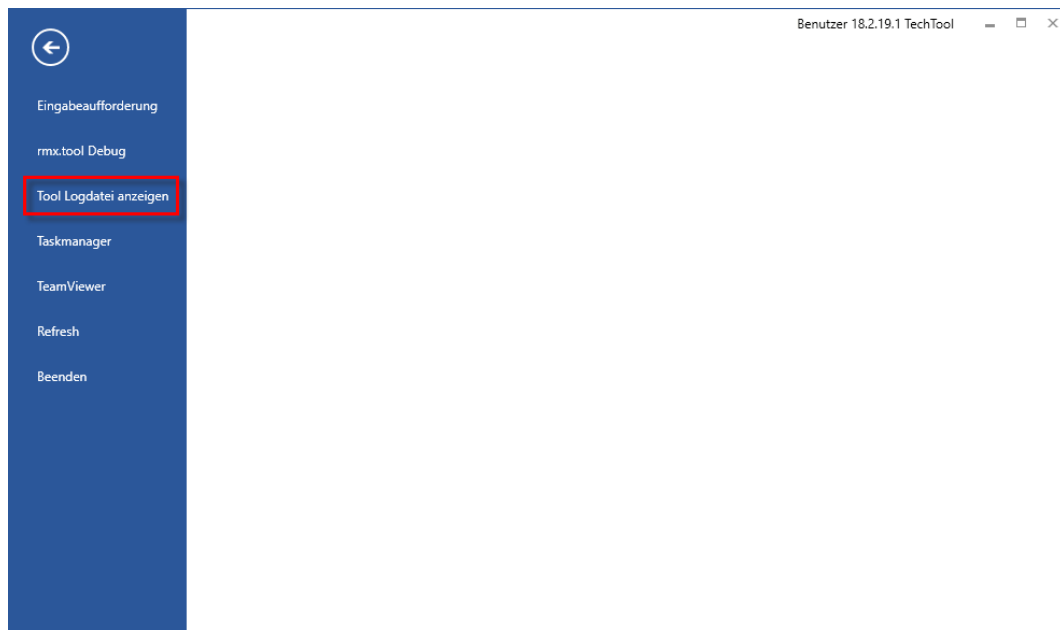 Benutzer 18.2.19.1 TechTool
Eingabeaufforderung
rmx.tool Debug
Tool Logdatei anzeigen
Taskmanager
TeamViewer
Refresh
Beenden